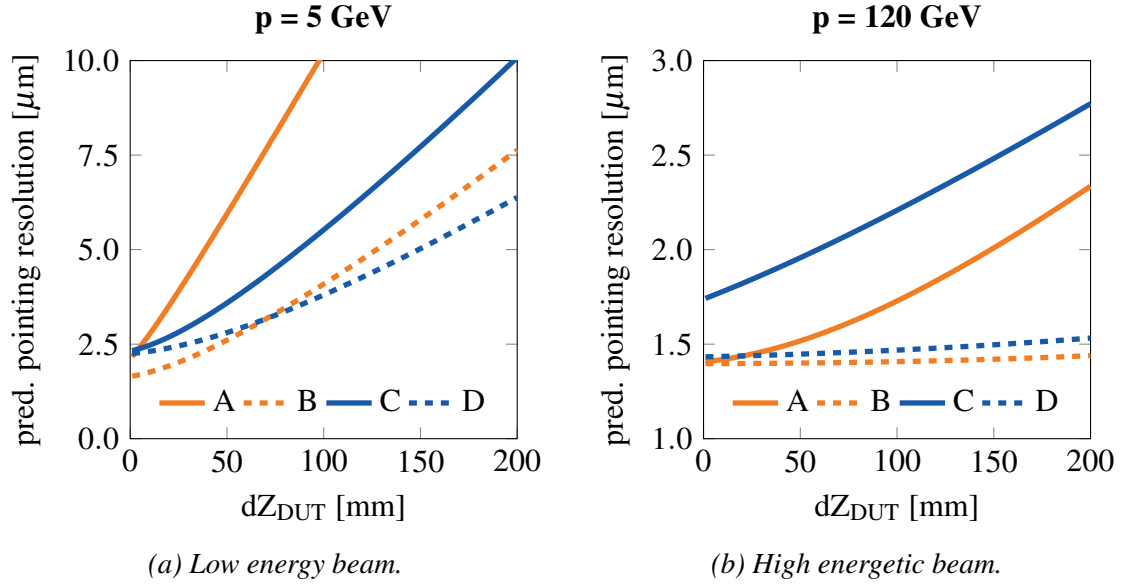 p = 5 GeV
pred. pointing resolution [μm]
10.0
7.5
5.0
2.5
0.0
A B C D
0 50 100 150 200
dZDUT [mm]
(a) Low energy beam.
p = 120 GeV
pred. pointing resolution [μm]
3.0
2.5
2.0
1.5
1.0
A B C D
0 50 100 150 200
dZDUT [mm]
(b) High energetic beam.